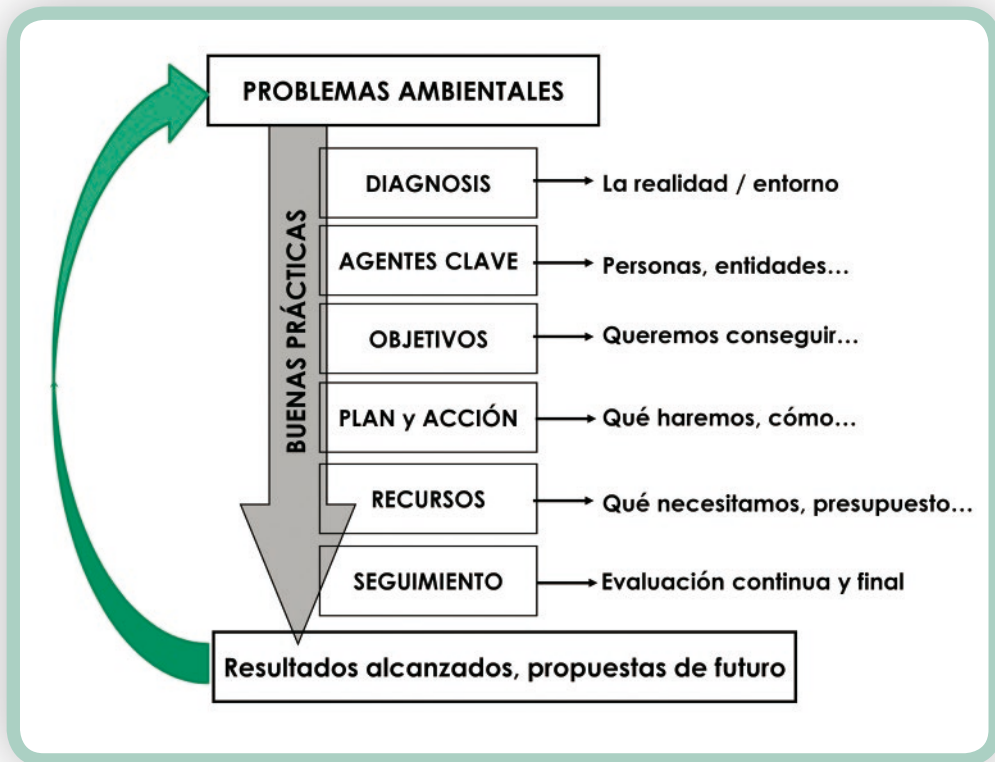 PROBLEMAS AMBIENTALES
BUENAS PRÁCTICAS
DIAGNOSIS
La realidad / entorno
AGENTES CLAVE
Personas, entidades...
OBJETIVOS
Queremos conseguir...
PLAN y ACCIÓN
Qué haremos, cómo...
RECURSOS
Qué necesitamos, presupuesto...
SEGUIMIENTO
Evaluación continua y final
Resultados alcanzados, propuestas de futuro